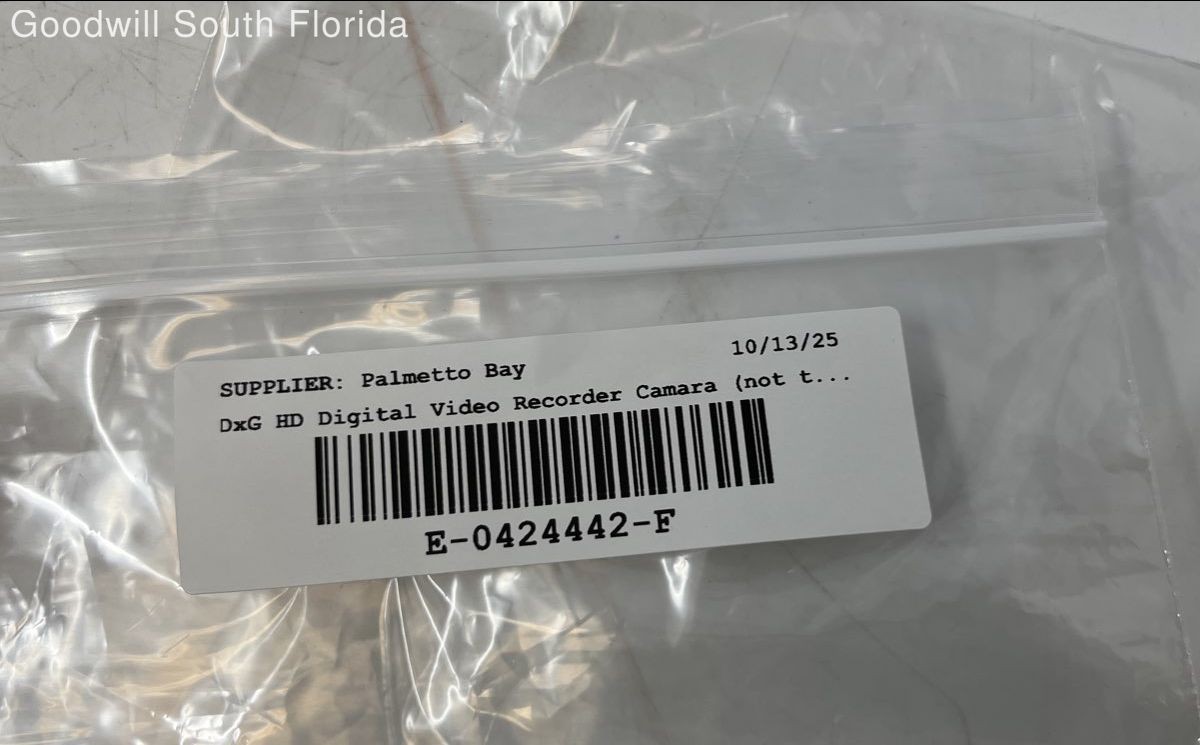 Goodwill South Florida
10/13/25
SUPPLIER: Palmetto Bay
DxG HD Digital Video Recorder Camara (not t...
E-0424442-F